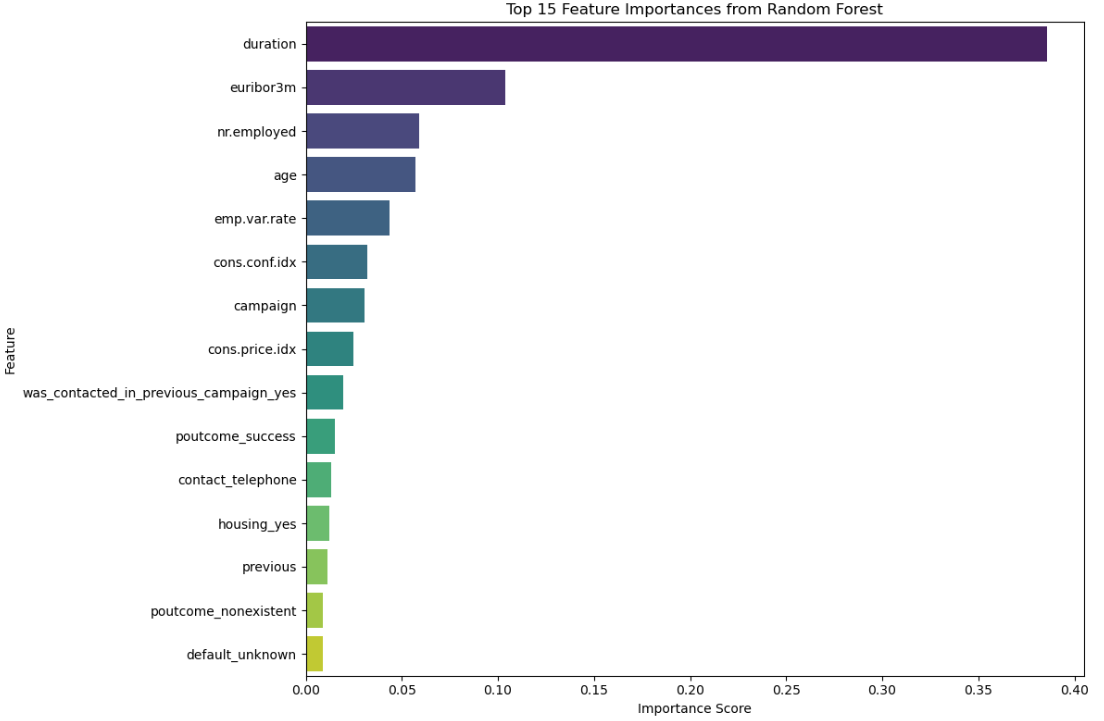 Top 15 Feature Importances from Random Forest
duration
euribor3m
nr.employed
age
emp.var.rate
cons.conf.idx
campaign
cons.price.idx
was_contacted_in_previous_campaign_yes
poutcome_success
contact_telephone
housing_yes
previous
poutcome_nonexistent
default_unknown
Feature
0.00 0.05 0.10 0.15 0.20 0.25 0.30 0.35 0.40
Importance Score